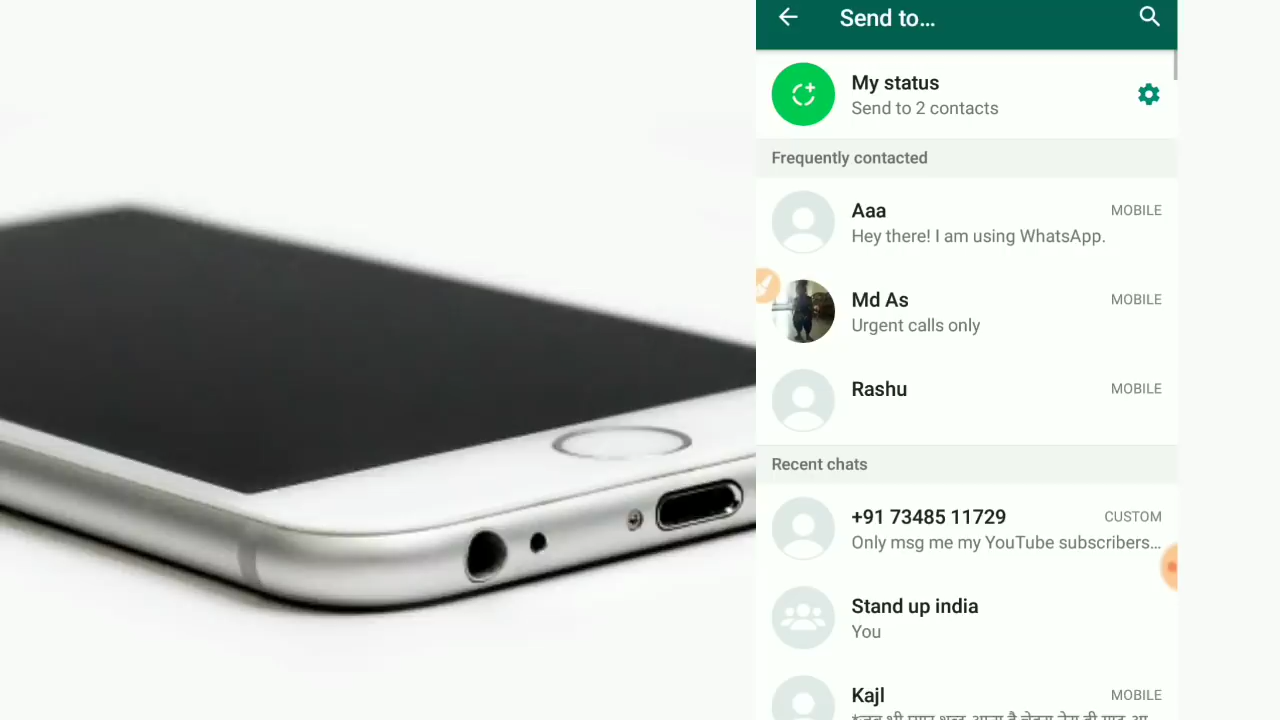 Send to...
My status
Send to 2 contacts
Frequently contacted
Aaa
MOBILE
Hey there! I am using WhatsApp.
Md As
MOBILE
Urgent calls only
Rashu
MOBILE
Recent chats
+91 73485 11729
CUSTOM
Only msg me my YouTube subscribers...
Stand up india
You
Kajl
MOBILE